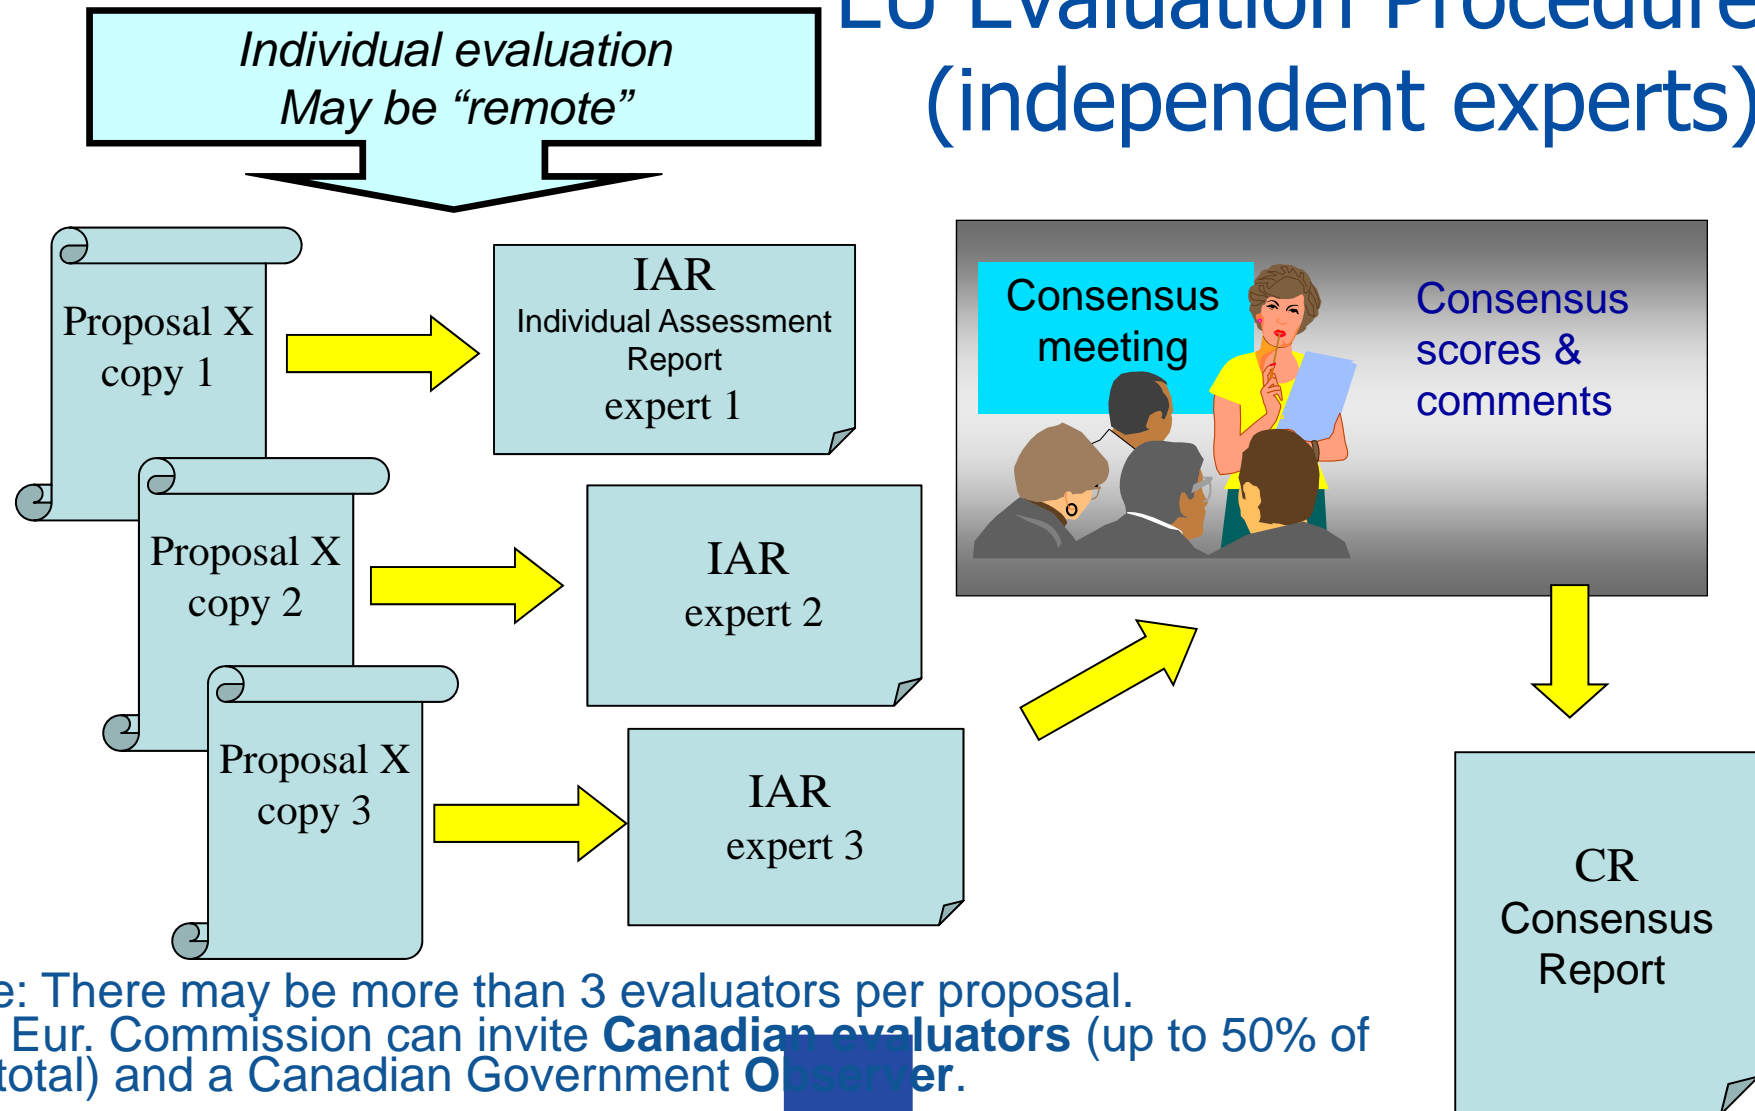 EU Evaluation Procedure
(independent experts)
Individual evaluation
May be “remote”
Proposal X
copy 1
IAR
Individual Assessment
Report
expert 1
Proposal X
copy 2
IAR
expert 2
Proposal X
copy 3
IAR
expert 3
Consensus
meeting
Consensus
scores &
comments
CR
Consensus
Report
e: There may be more than 3 evaluators per proposal.
Eur. Commission can invite Canadian evaluators (up to 50% of
total) and a Canadian Government Observer.